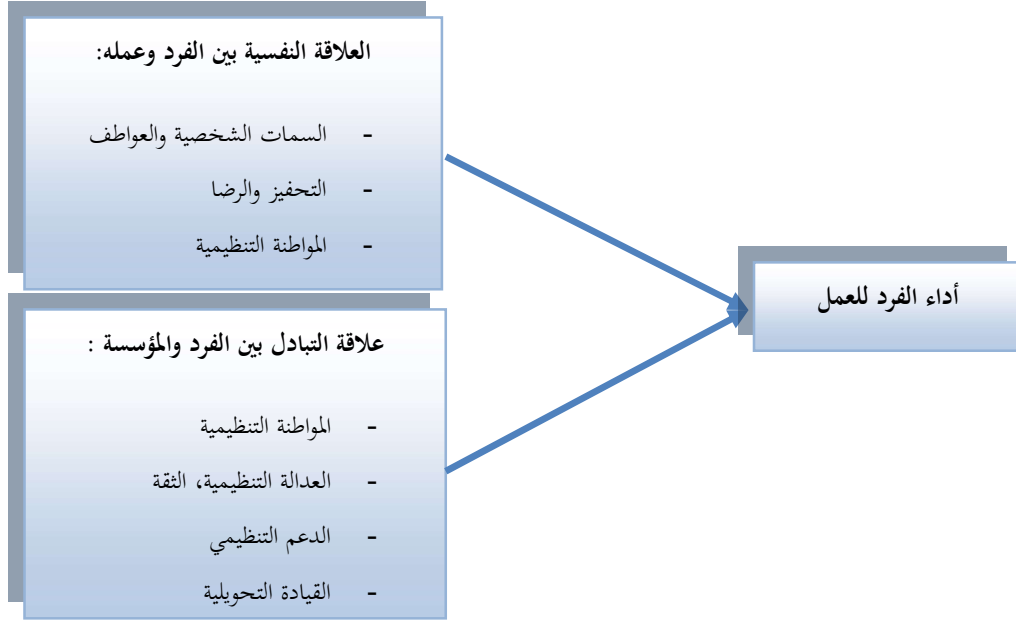 العلاقة النفسية بين الفرد وعمله:
- السمات الشخصية والعواطف
- التحفيز والرضا
- المواطنة التنظيمية
علاقة التبادل بين الفرد والمؤسسة :
- المواطنة التنظيمية
- العدالة التنظيمية، الثقة
- الدعم التنظيمي
- القيادة التحويلية
أداء الفرد للعمل